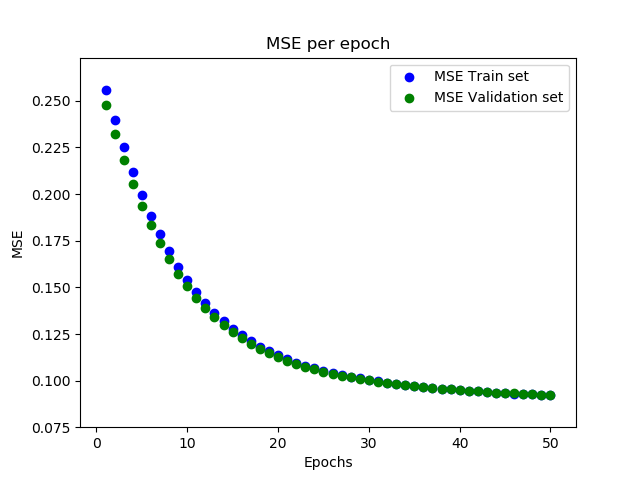 MSE per epoch
MSE Train set
MSE Validation set
MSE
0.250
0.225
0.200
0.175
0.150
0.125
0.100
0.075
0 10 20 30 40 50
Epochs